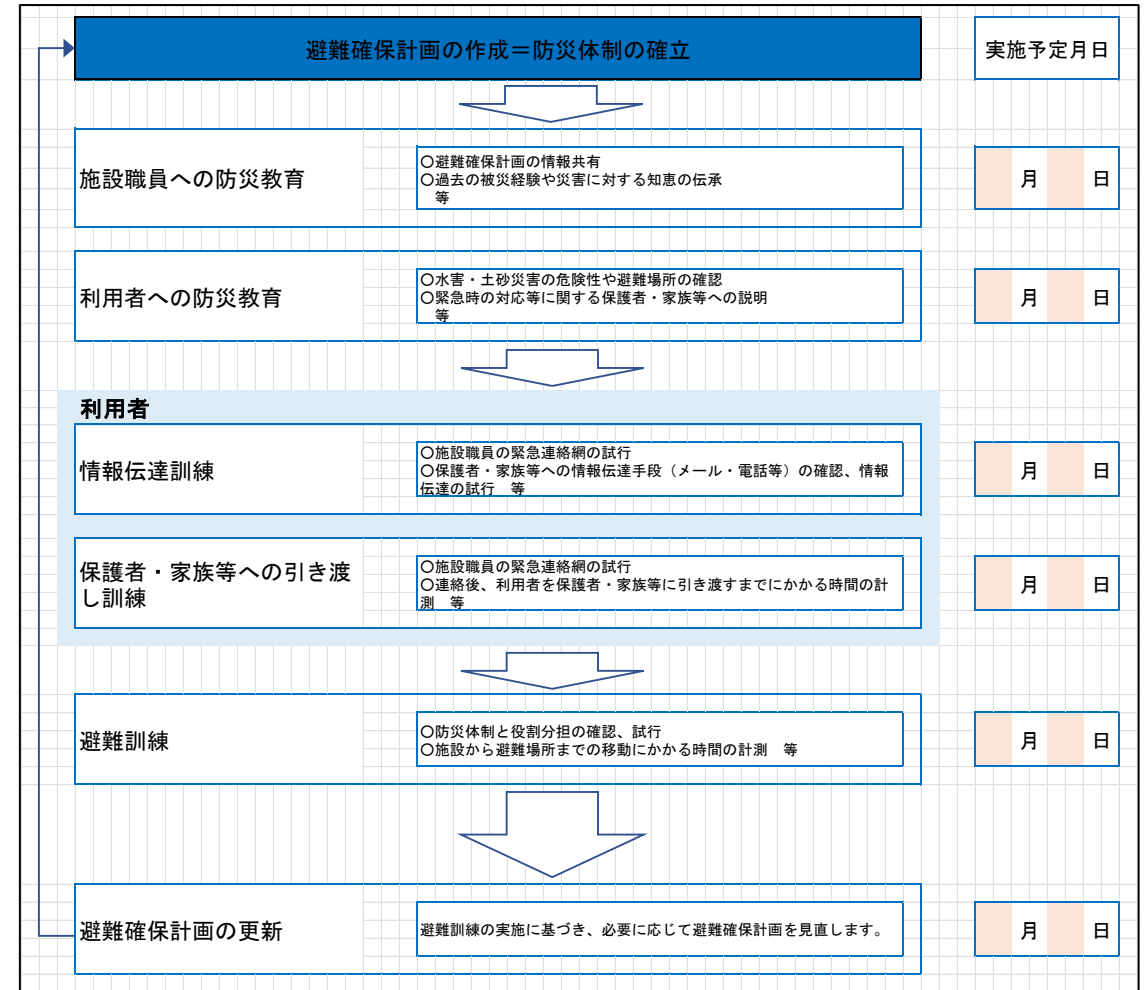 避難確保計画の作成＝防災体制の確立
実施予定月日
施設職員への防災教育
〇避難確保計画の情報共有
〇過去の被災経験や災害に対する知恵の伝承
等
月　日
利用者への防災教育
〇水害・土砂災害の危険性や避難場所の確認
〇緊急時の対応等に関する保護者・家族等への説明
等
月　日
利用者
情報伝達訓練
〇施設職員の緊急連絡網の試行
〇保護者・家族等への情報伝達手段（メール・電話等）の確認、情報
伝達の試行　等
月　日
保護者・家族等への引き渡
し訓練
〇施設職員の緊急連絡網の試行
〇連絡後、利用者を保護者・家族等に引き渡すまでにかかる時間の計
測　等
月　日
避難訓練
〇防災体制と役割分担の確認、試行
〇施設から避難場所までの移動にかかる時間の計測　等
月　日
避難確保計画の更新
避難訓練の実施に基づき、必要に応じて避難確保計画を見直します。
月　日